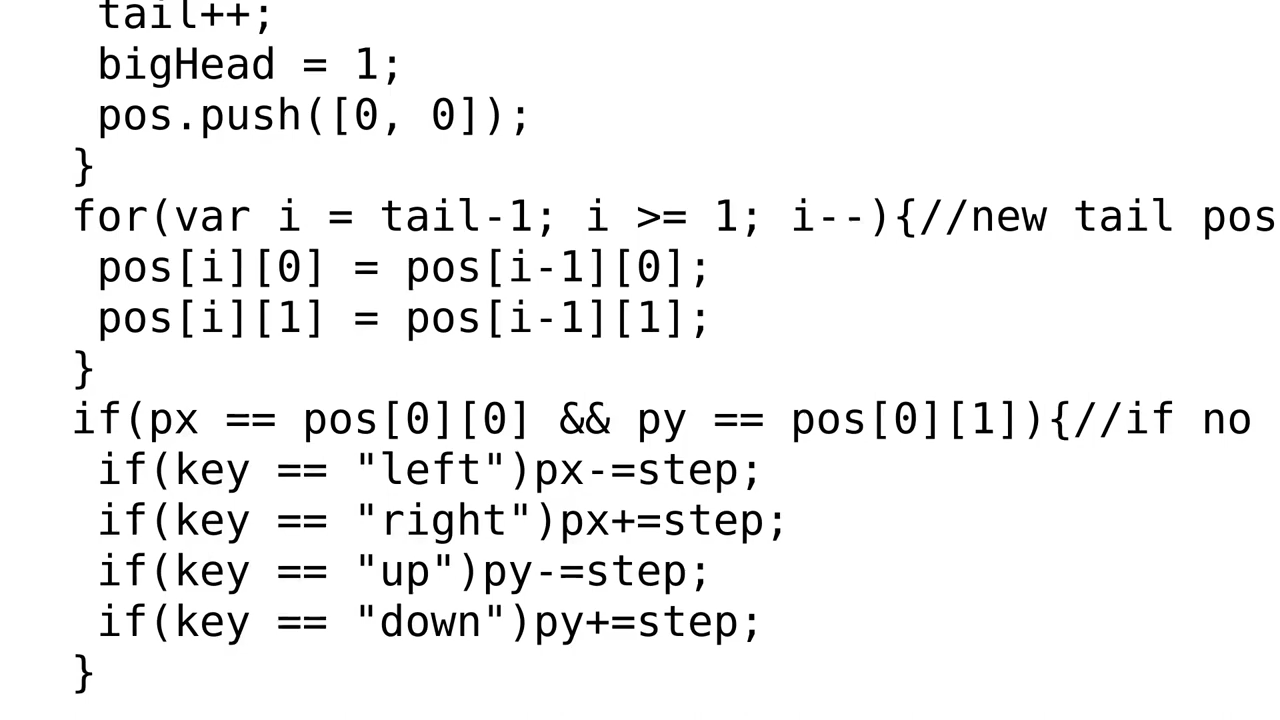 tail++;
bigHead = 1;
pos.push([0, 0]);
}
for(var i = tail-1; i >= 1; i--){//new tail pos
pos[i][0] = pos[i-1][0];
pos[i][1] = pos[i-1][1];
}
if(px == pos[0][0] && py == pos[0][1]){//if no
if(key == "left")px-=step;
if(key == "right")px+=step;
if(key == "up")py-=step;
if(key == "down")py+=step;
}